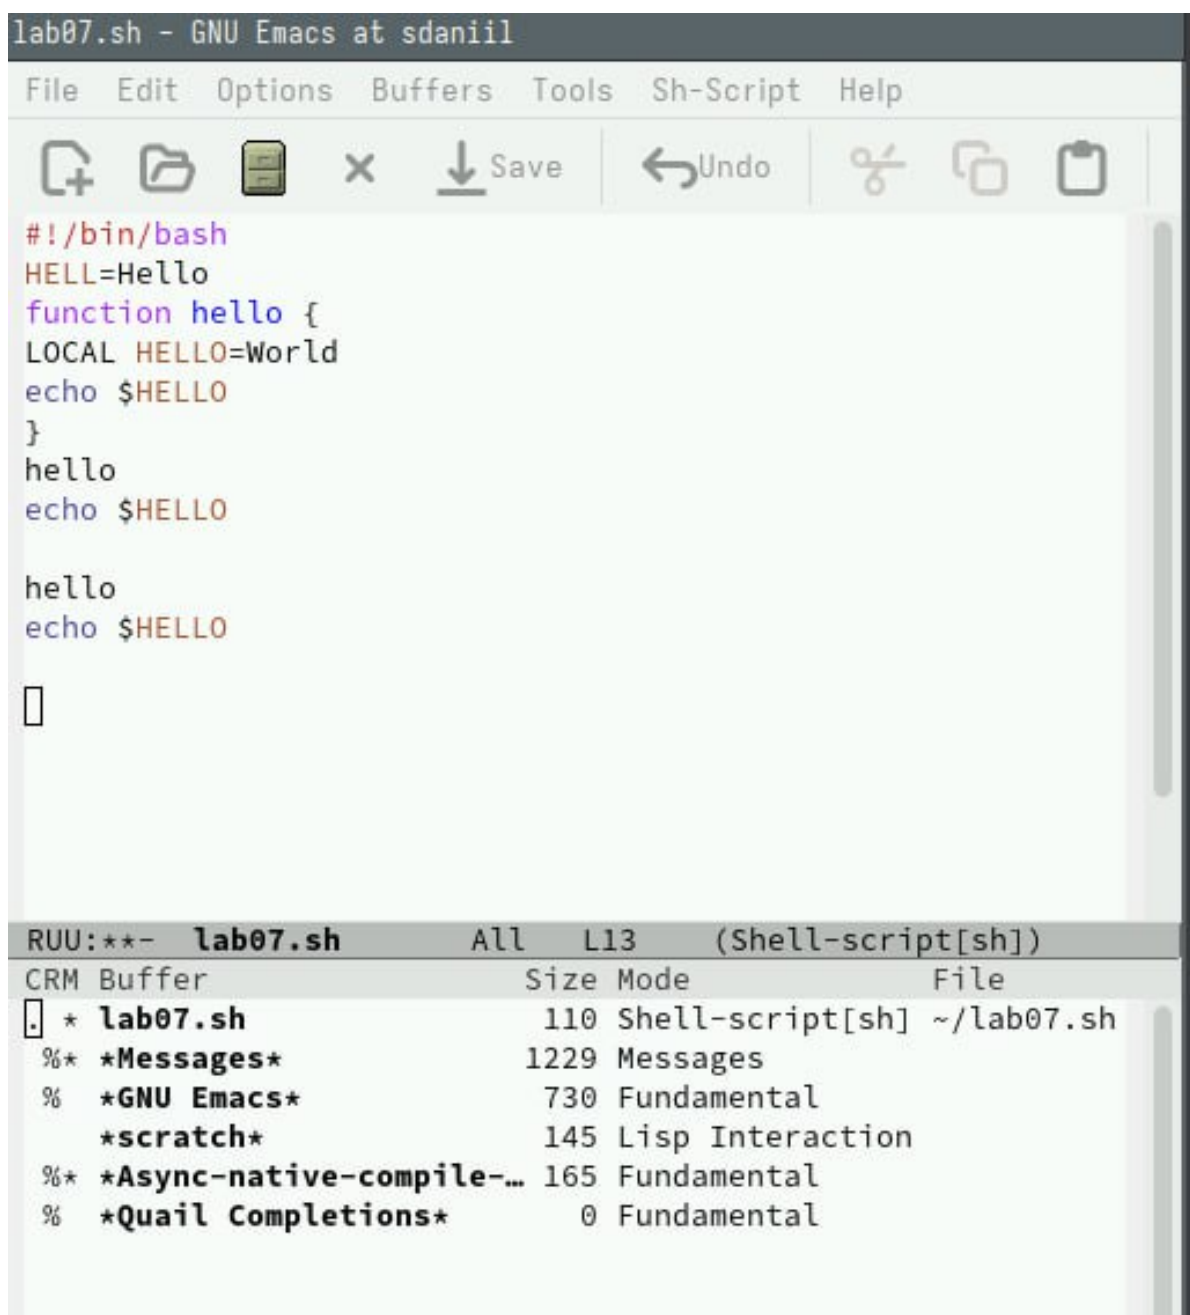 lab07.sh - GNU Emacs at sdaniil
File Edit Options Buffers Tools Sh-Script Help
Save Undo
#!/bin/bash
HELL=Hello
function hello {
LOCAL HELLO=World
echo $HELLO
}
hello
echo $HELLO
hello
echo $HELLO
RUU:**- lab07.sh All L13 (Shell-script[sh])
CRM Buffer Size Mode File
. * lab07.sh 110 Shell-script[sh] ~/lab07.sh
%* *Messages* 1229 Messages
% *GNU Emacs* 730 Fundamental
*scratch* 145 Lisp Interaction
%* *Async-native-compile-… 165 Fundamental
% *Quail Completions* 0 Fundamental